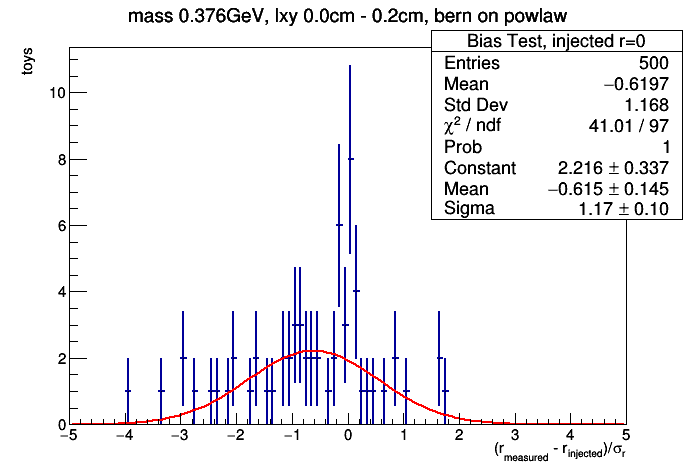 mass 0.376GeV, lxy 0.0cm - 0.2cm, bern on powlaw
toys
Bias Test, injected r=0
Entries 500
Mean −0.6197
Std Dev 1.168
χ² / ndf 41.01 / 97
Prob 1
Constant 2.216 ± 0.337
Mean −0.615 ± 0.145
Sigma 1.17 ± 0.10
10
8
6
4
2
0
−5 −4 −3 −2 −1 0 1 2 3 4 5
(r_measured - r_injected)/σ_r